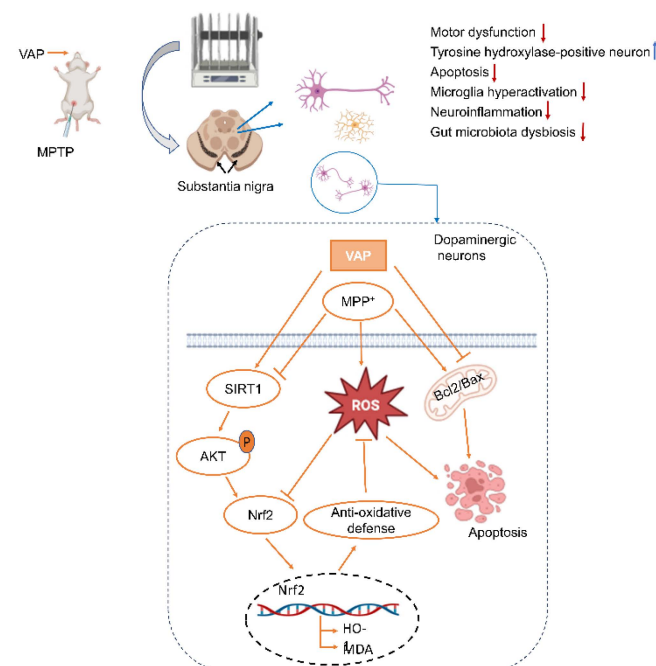 VAP
MPTP
Substantia nigra
Motor dysfunction
Tyrosine hydroxylase-positive neuron
Apoptosis
Microglia hyperactivation
Neuroinflammation
Gut microbiota dysbiosis
Dopaminergic
neurons
VAP
MPP⁺
SIRT1
ROS
Bcl2/Bax
P
AKT
Nrf2
Anti-oxidative
defense
Apoptosis
Nrf2
HO-
1
MDA